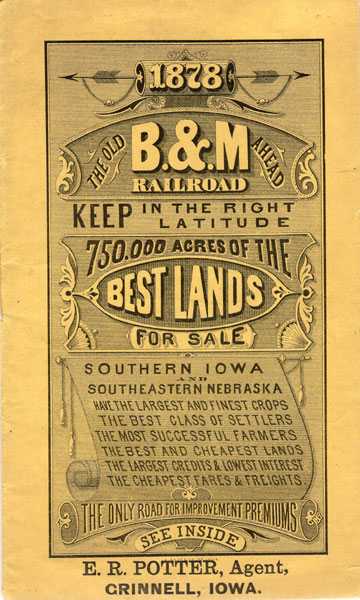 1878
THE OLD B.&.M AHEAD
RAILROAD
KEEP IN THE RIGHT
LATITUDE
750.000 ACRES OF THE
BEST LANDS
FOR SALE
SOUTHERN IOWA
AND
SOUTHEASTERN NEBRASKA
HAVE THE LARGEST AND FINEST CROPS
THE BEST CLASS OF SETTLERS
THE MOST SUCCESSFUL FARMERS
THE BEST AND CHEAPEST LANDS
THE LARGEST CREDITS & LOWEST INTEREST
THE CHEAPEST FARES & FREIGHTS.
THE ONLY ROAD FOR IMPROVEMENT PREMIUMS
SEE INSIDE
E. R. POTTER, Agent,
GRINNELL, IOWA.